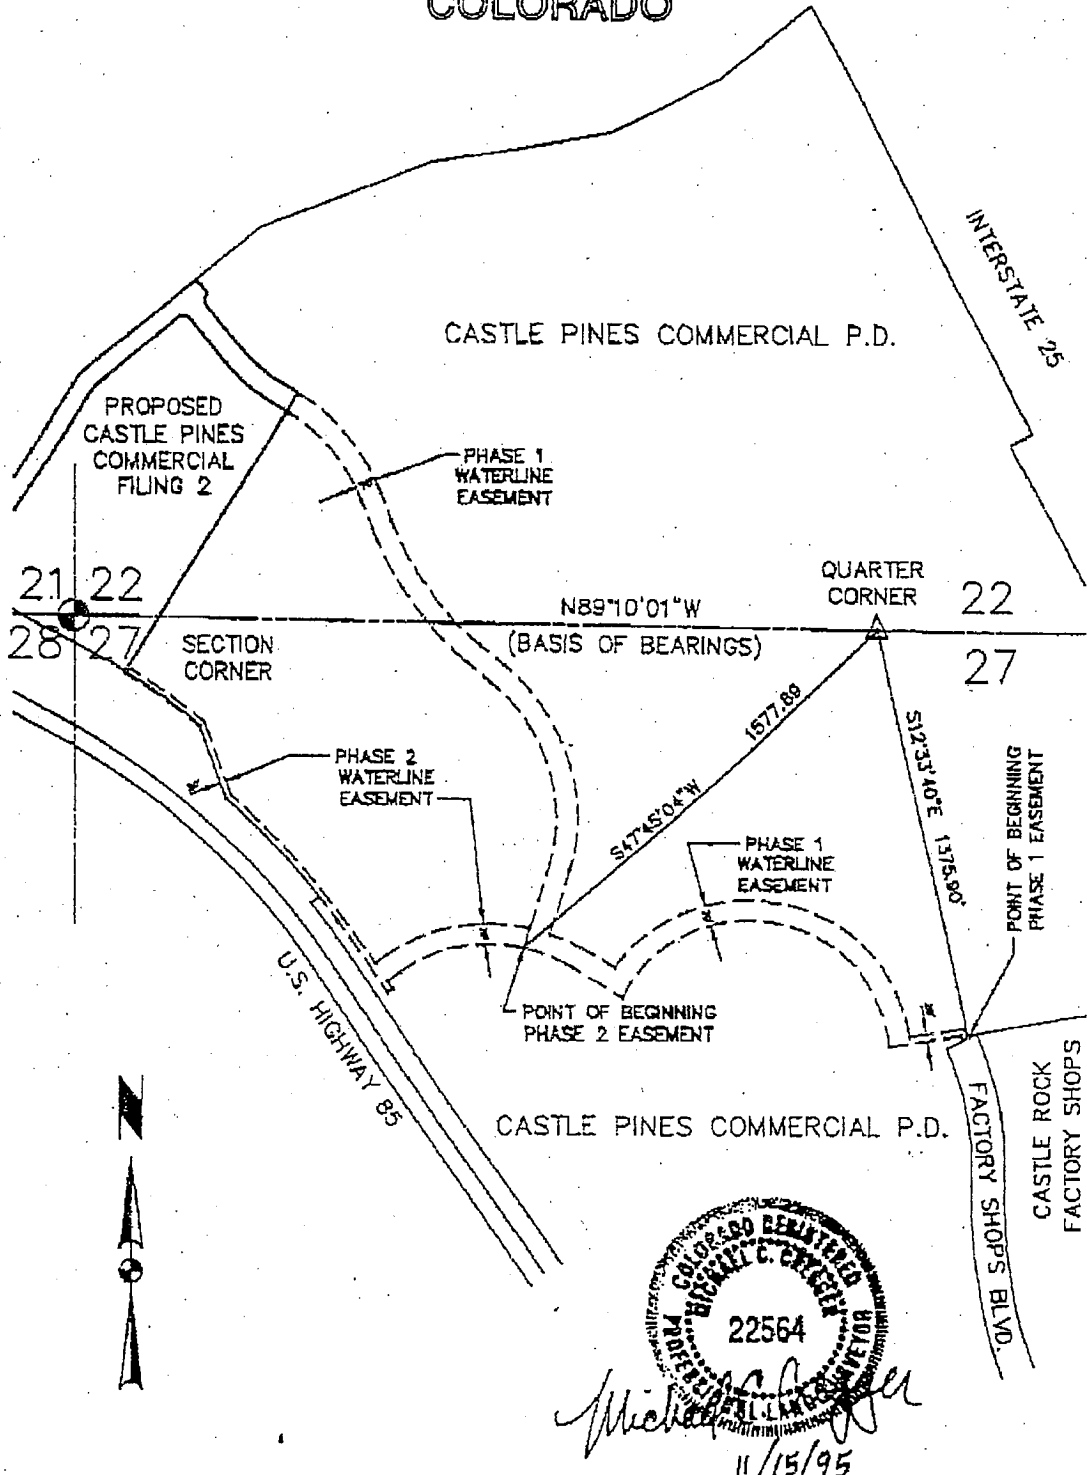 COLORADO
INTERSTATE 25
CASTLE PINES COMMERCIAL P.D.
PROPOSED
CASTLE PINES
COMMERCIAL
FILING 2
PHASE 1
WATERLINE
EASEMENT
21 22
28 27
SECTION
CORNER
N89°10'01"W
(BASIS OF BEARINGS)
QUARTER
CORNER
22
27
1577.89
S47°45'04"W
S12°33'40"E 1375.90'
POINT OF BEGINNING
PHASE 1 EASEMENT
PHASE 2
WATERLINE
EASEMENT
PHASE 1
WATERLINE
EASEMENT
POINT OF BEGINNING
PHASE 2 EASEMENT
U.S. HIGHWAY 85
CASTLE PINES COMMERCIAL P.D.
FACTORY SHOPS BLVD.
CASTLE ROCK
FACTORY SHOPS
N
COLORADO REGISTERED
MICHAEL C.
22564
PROFESSIONAL LAND SURVEYOR
Michael C.
11/15/95